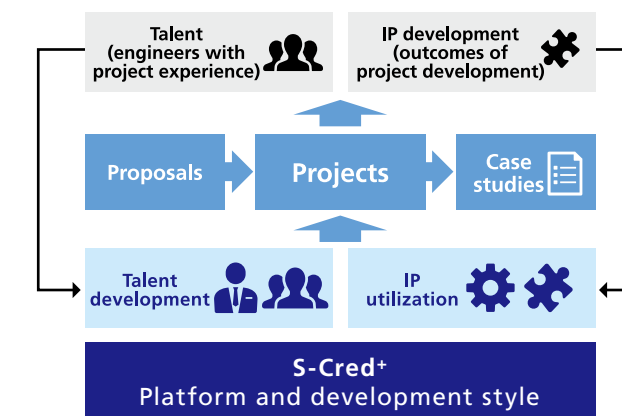 Talent
(engineers with
project experience)
IP development
(outcomes of
project development)
Proposals
Projects
Case
studies
Talent
development
IP
utilization
S-Cred+
Platform and development style